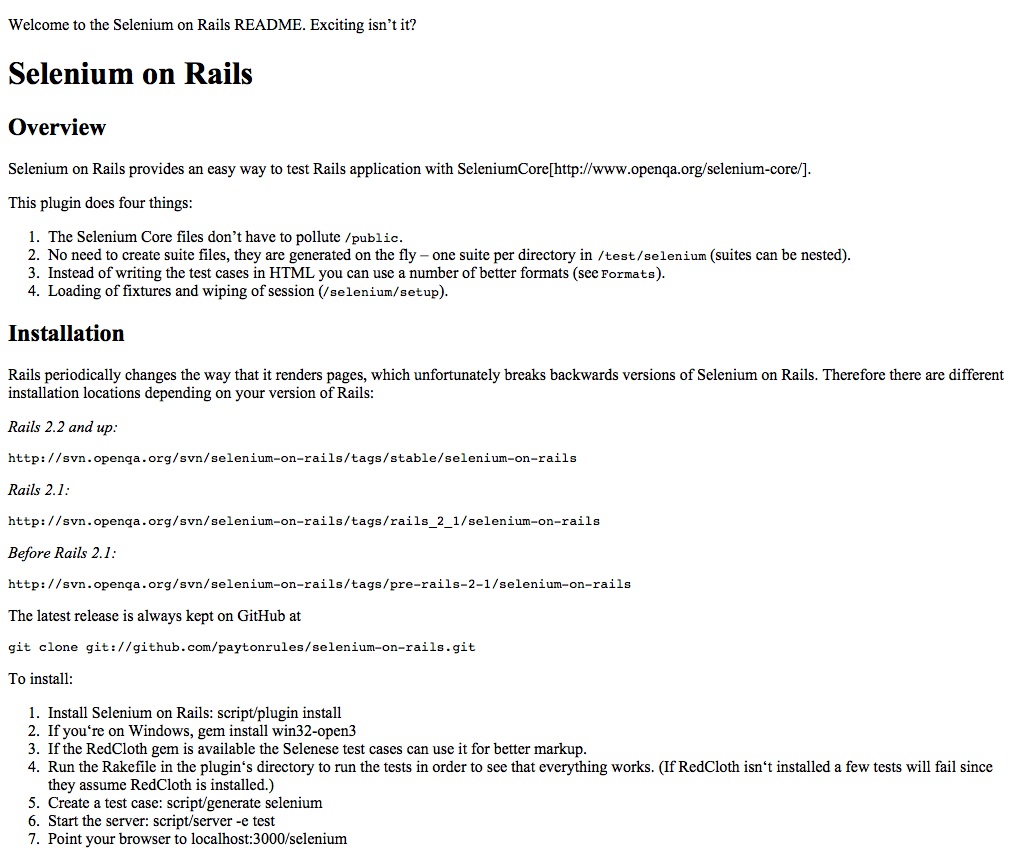 Welcome to the Selenium on Rails README. Exciting isn’t it?
Selenium on Rails
Overview
Selenium on Rails provides an easy way to test Rails application with SeleniumCore[http://www.openqa.org/selenium-core/].
This plugin does four things:
1. The Selenium Core files don’t have to pollute /public.
2. No need to create suite files, they are generated on the fly – one suite per directory in /test/selenium (suites can be nested).
3. Instead of writing the test cases in HTML you can use a number of better formats (see Formats).
4. Loading of fixtures and wiping of session (/selenium/setup).
Installation
Rails periodically changes the way that it renders pages, which unfortunately breaks backwards versions of Selenium on Rails. Therefore there are different
installation locations depending on your version of Rails:
Rails 2.2 and up:
http://svn.openqa.org/svn/selenium-on-rails/tags/stable/selenium-on-rails
Rails 2.1:
http://svn.openqa.org/svn/selenium-on-rails/tags/rails_2_1/selenium-on-rails
Before Rails 2.1:
http://svn.openqa.org/svn/selenium-on-rails/tags/pre-rails-2-1/selenium-on-rails
The latest release is always kept on GitHub at
git clone git://github.com/paytonrules/selenium-on-rails.git
To install:
1. Install Selenium on Rails: script/plugin install
2. If you‘re on Windows, gem install win32-open3
3. If the RedCloth gem is available the Selenese test cases can use it for better markup.
4. Run the Rakefile in the plugin‘s directory to run the tests in order to see that everything works. (If RedCloth isn‘t installed a few tests will fail since
they assume RedCloth is installed.)
5. Create a test case: script/generate selenium
6. Start the server: script/server -e test
7. Point your browser to localhost:3000/selenium